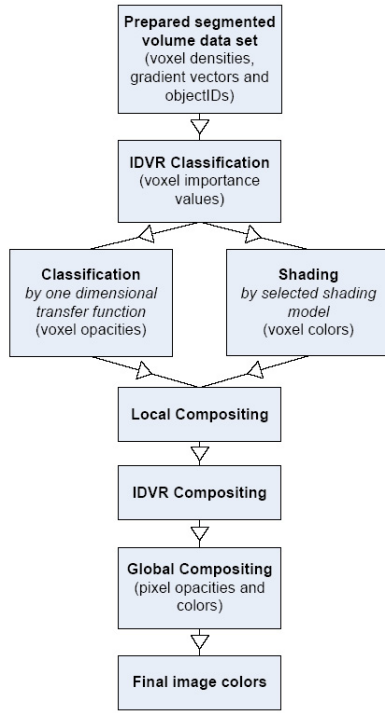 Prepared segmented
volume data set
(voxel densities,
gradient vectors and
objectIDs)
IDVR Classification
(voxel importance
values)
Classification
by one dimensional
transfer function
(voxel opacities)
Shading
by selected shading
model
(voxel colors)
Local Compositing
IDVR Compositing
Global Compositing
(pixel opacities and
colors)
Final image colors